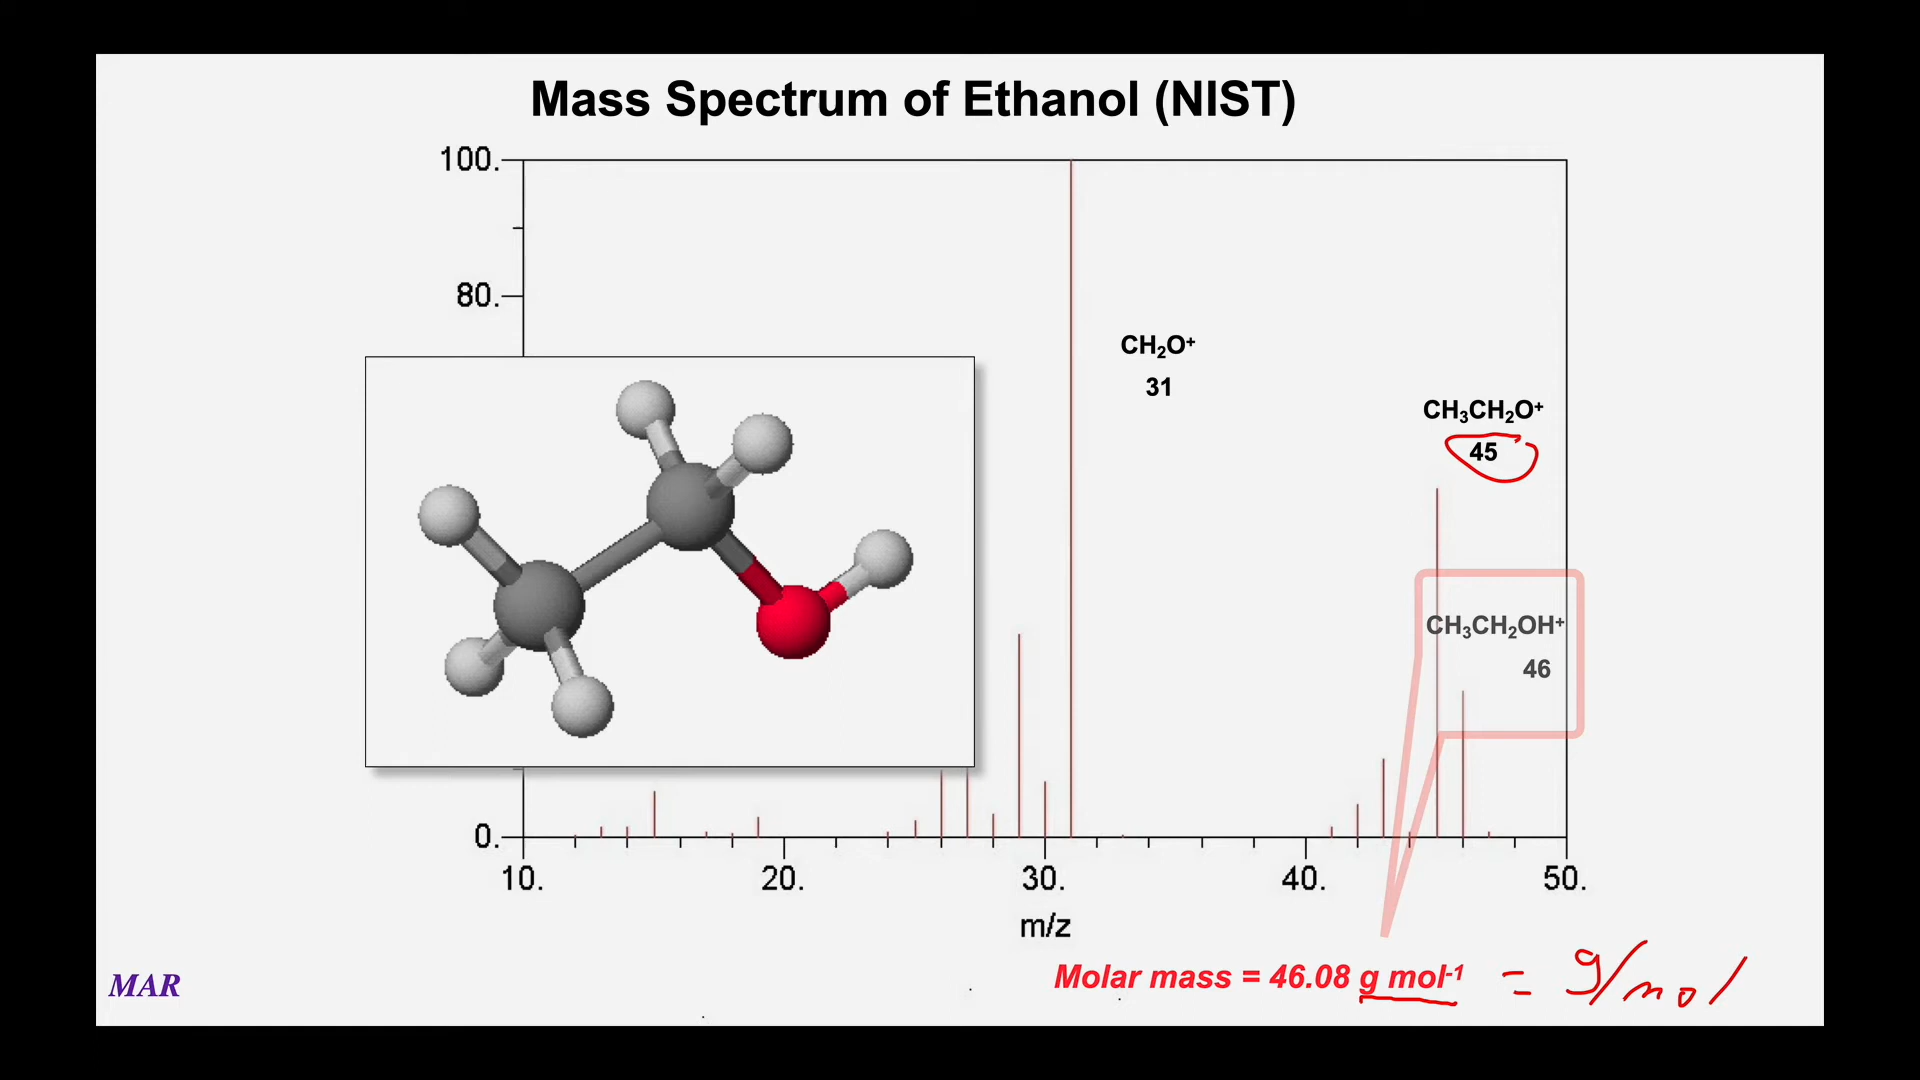 Mass Spectrum of Ethanol (NIST)
100.
80.
CH₂O⁺
31
CH₃CH₂O⁺
45
CH₃CH₂OH⁺
46
0.
10. 20. 30. 40. 50.
m/z
Molar mass = 46.08 g mol⁻¹ = g/mol
MAR